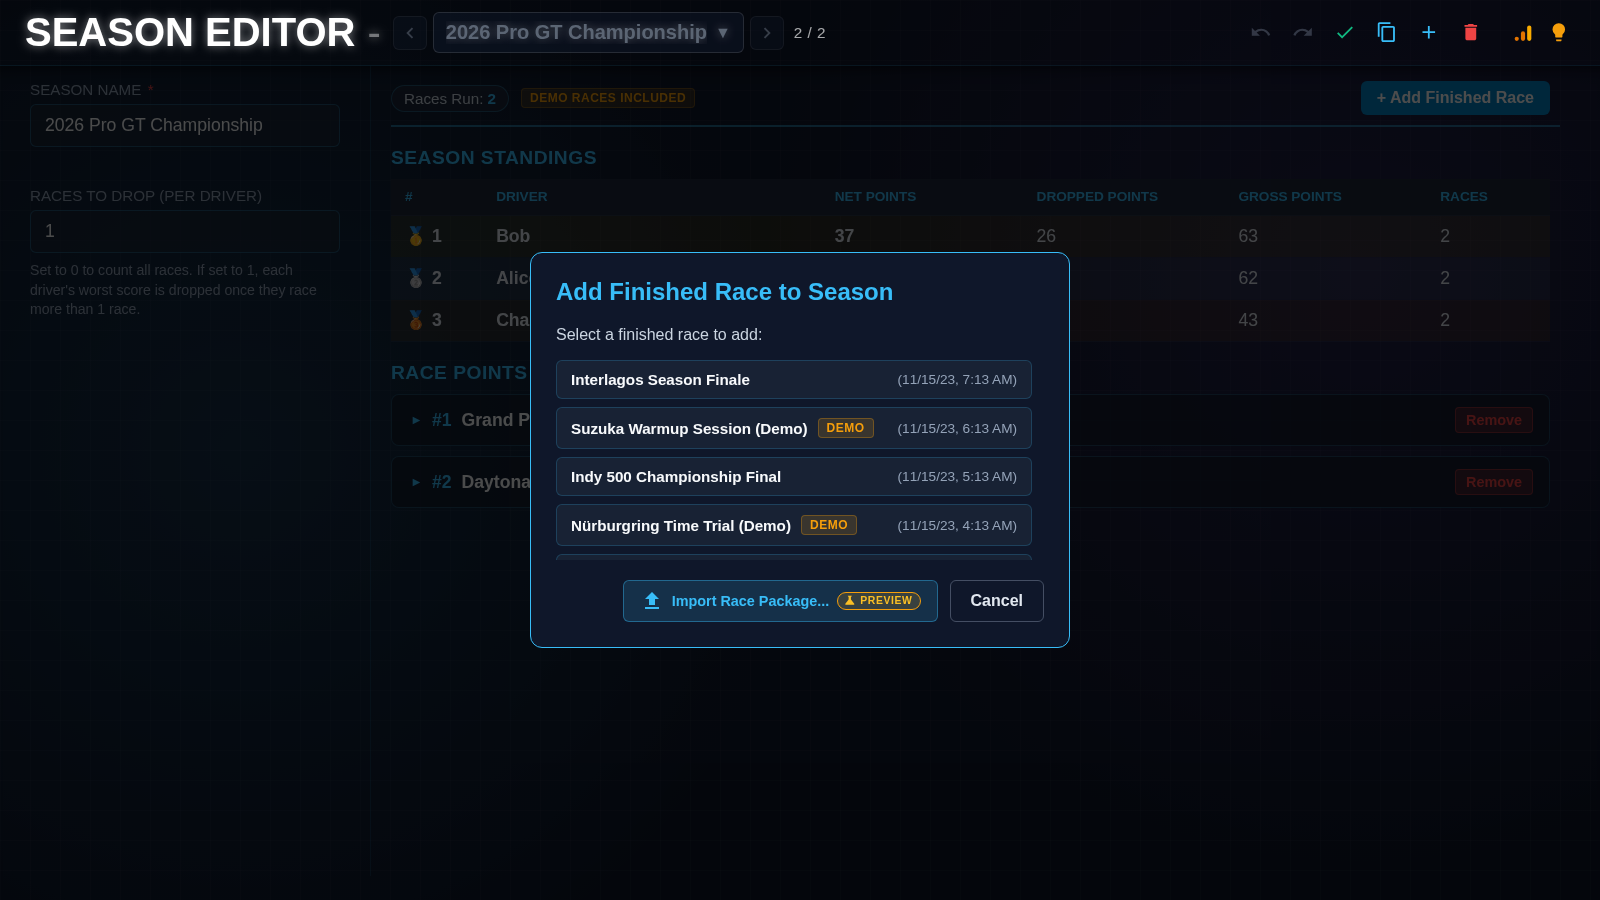 SEASON EDITOR - 2026 Pro GT Championship ▼ 2 / 2
SEASON NAME *
2026 Pro GT Championship
RACES TO DROP (PER DRIVER)
1
Set to 0 to count all races. If set to 1, each
driver's worst score is dropped once they race
more than 1 race.
Races Run: 2 DEMO RACES INCLUDED + Add Finished Race
SEASON STANDINGS
# DRIVER NET POINTS DROPPED POINTS GROSS POINTS RACES
1 Bob 37 26 63 2
2 Alic 62 2
3 Cha 43 2
RACE POINTS
► #1 Grand P Remove
► #2 Daytona Remove
Add Finished Race to Season
Select a finished race to add:
Interlagos Season Finale (11/15/23, 7:13 AM)
Suzuka Warmup Session (Demo) DEMO (11/15/23, 6:13 AM)
Indy 500 Championship Final (11/15/23, 5:13 AM)
Nürburgring Time Trial (Demo) DEMO (11/15/23, 4:13 AM)
Import Race Package... PREVIEW Cancel